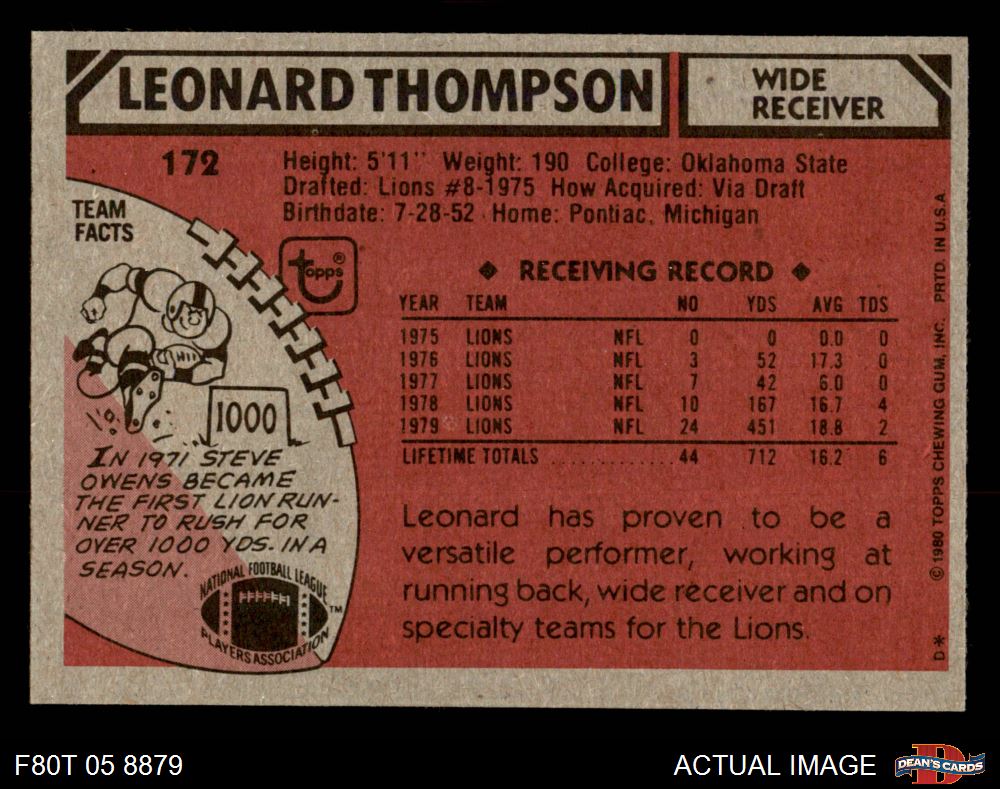 LEONARD THOMPSON
WIDE
RECEIVER
172
Height: 5'11" Weight: 190 College: Oklahoma State
Drafted: Lions #8-1975 How Acquired: Via Draft
Birthdate: 7-28-52 Home: Pontiac, Michigan
TEAM
FACTS
topps®
1000
IN 1971 STEVE
OWENS BECAME
THE FIRST LION RUN-
NER TO RUSH FOR
OVER 1000 YDS. IN A
SEASON.
NATIONAL FOOTBALL LEAGUE
PLAYERS ASSOCIATION
TM
◆ RECEIVING RECORD ◆
YEAR TEAM NO YDS AVG TDS
1975 LIONS NFL 0 0 0.0 0
1976 LIONS NFL 3 52 17.3 0
1977 LIONS NFL 7 42 6.0 0
1978 LIONS NFL 10 167 16.7 4
1979 LIONS NFL 24 451 18.8 2
LIFETIME TOTALS ............ 44 712 16.2 6
Leonard has proven to be a
versatile performer, working at
running back, wide receiver and on
specialty teams for the Lions.
D* © 1980 TOPPS CHEWING GUM, INC. PRTD. IN U.S.A.
F80T 05 8879
ACTUAL IMAGE
D
DEAN'S CARDS